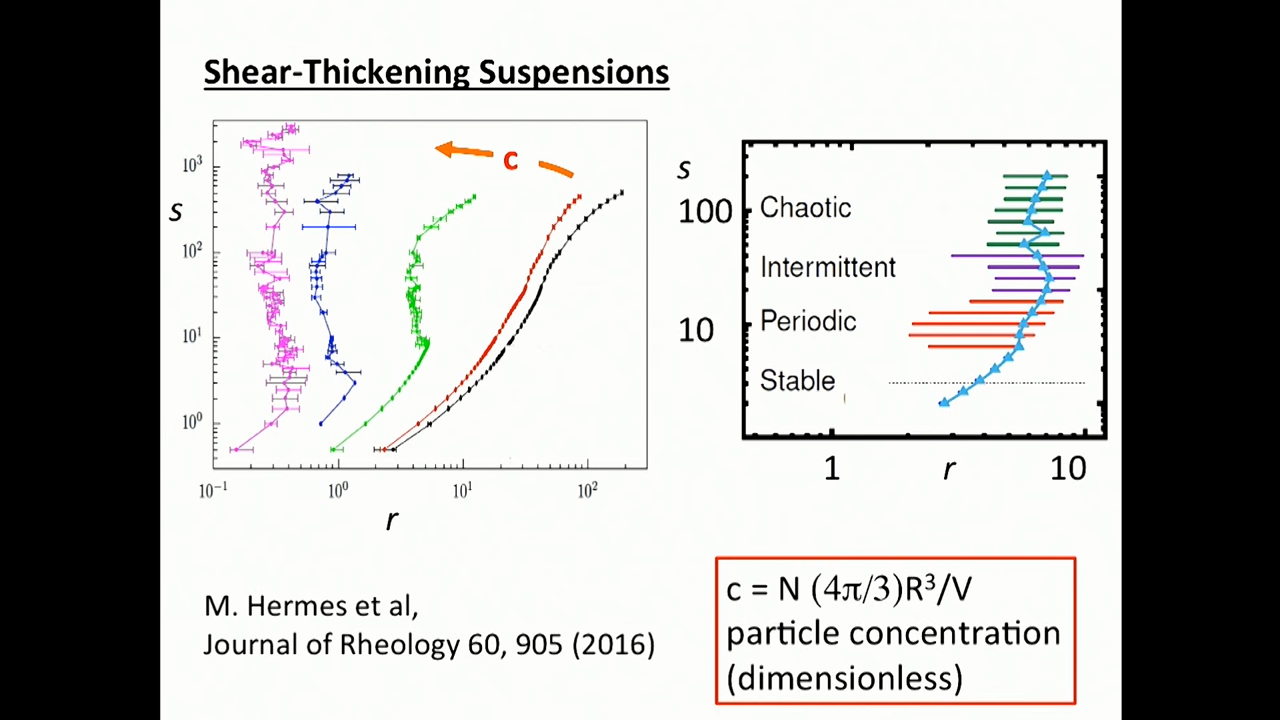 Shear-Thickening Suspensions
c
s
10³
10²
10¹
10⁰
10⁻¹
10⁰
10¹
10²
r
s
100
10
Chaotic
Intermittent
Periodic
Stable
1
r
10
M. Hermes et al,
Journal of Rheology 60, 905 (2016)
c = N (4π/3)R³/V
particle concentration
(dimensionless)